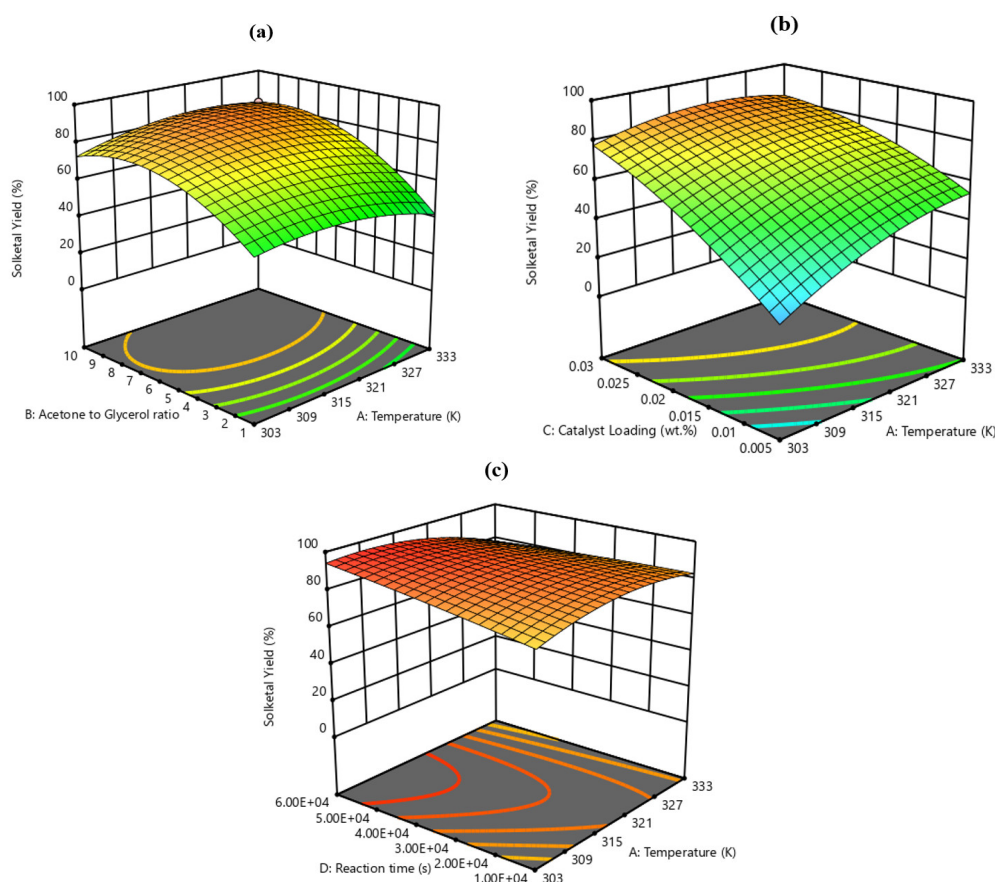 (a)
100
80
60
40
20
0
Solketal Yield (%)
10
9
8
7
6
5
4
3
2
1
B: Acetone to Glycerol ratio
303
309
315
321
327
333
A: Temperature (K)
(b)
100
80
60
40
20
0
Solketal Yield (%)
0.03
0.025
0.02
0.015
0.01
0.005
C: Catalyst Loading (wt.%)
303
309
315
321
327
333
A: Temperature (K)
(c)
100
80
60
40
20
0
Solketal Yield (%)
6.00E+04
5.00E+04
4.00E+04
3.00E+04
2.00E+04
1.00E+04
D: Reaction time (s)
303
309
315
321
327
333
A: Temperature (K)